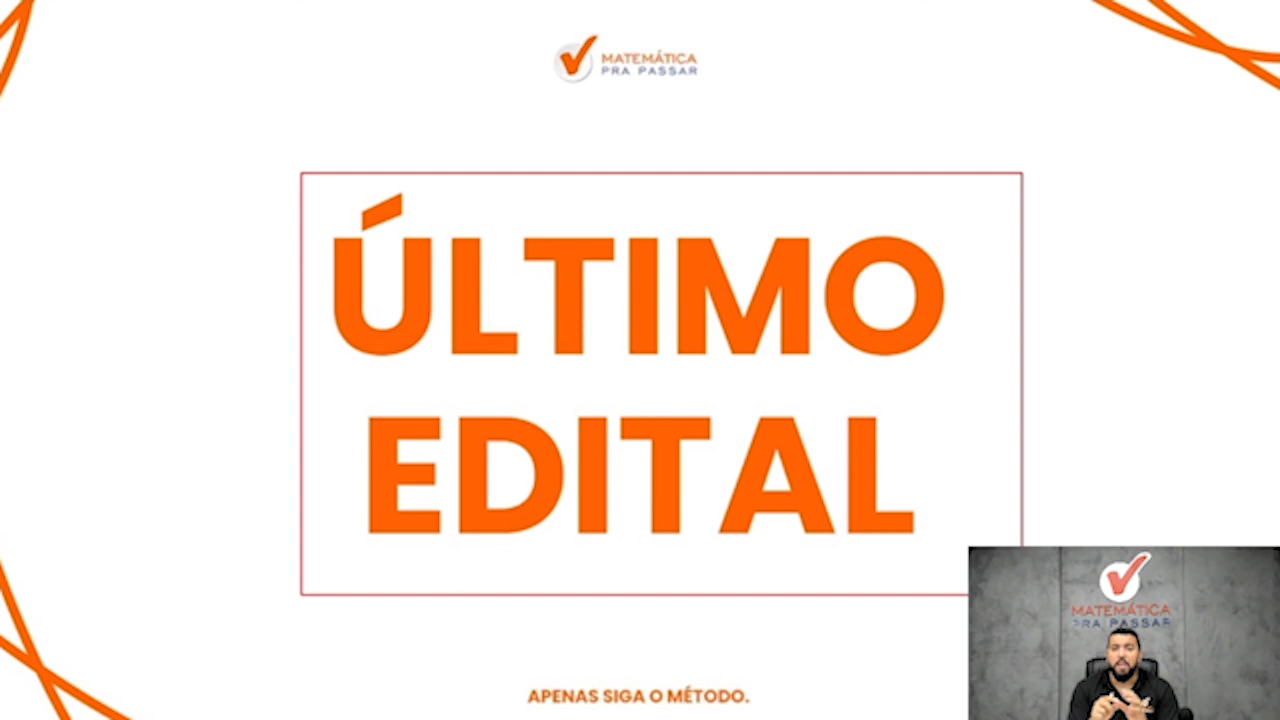 MATEMÁTICA
PRA PASSAR
ÚLTIMO
EDITAL
MATEMÁTICA
PRA PASSAR
APENAS SIGA O MÉTODO.